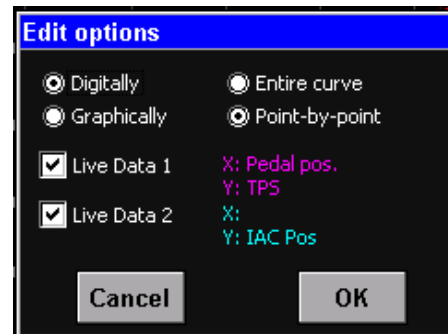 Edit options
Digitally Entire curve
Graphically Point-by-point
Live Data 1 X: Pedal pos.
Y: TPS
Live Data 2 X:
Y: IAC Pos
Cancel OK